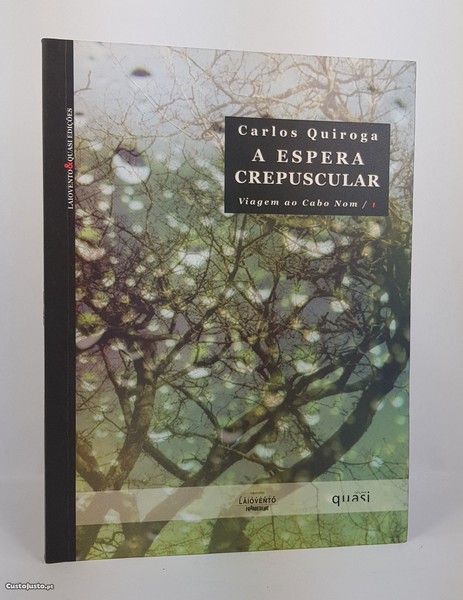 LAIOVENTO&QUASI EDIÇÕES
Carlos Quiroga
A ESPERA
CREPUSCULAR
Viagem ao Cabo Nom / 1
LAIOVENTO
quasi
CustoJusto.pt